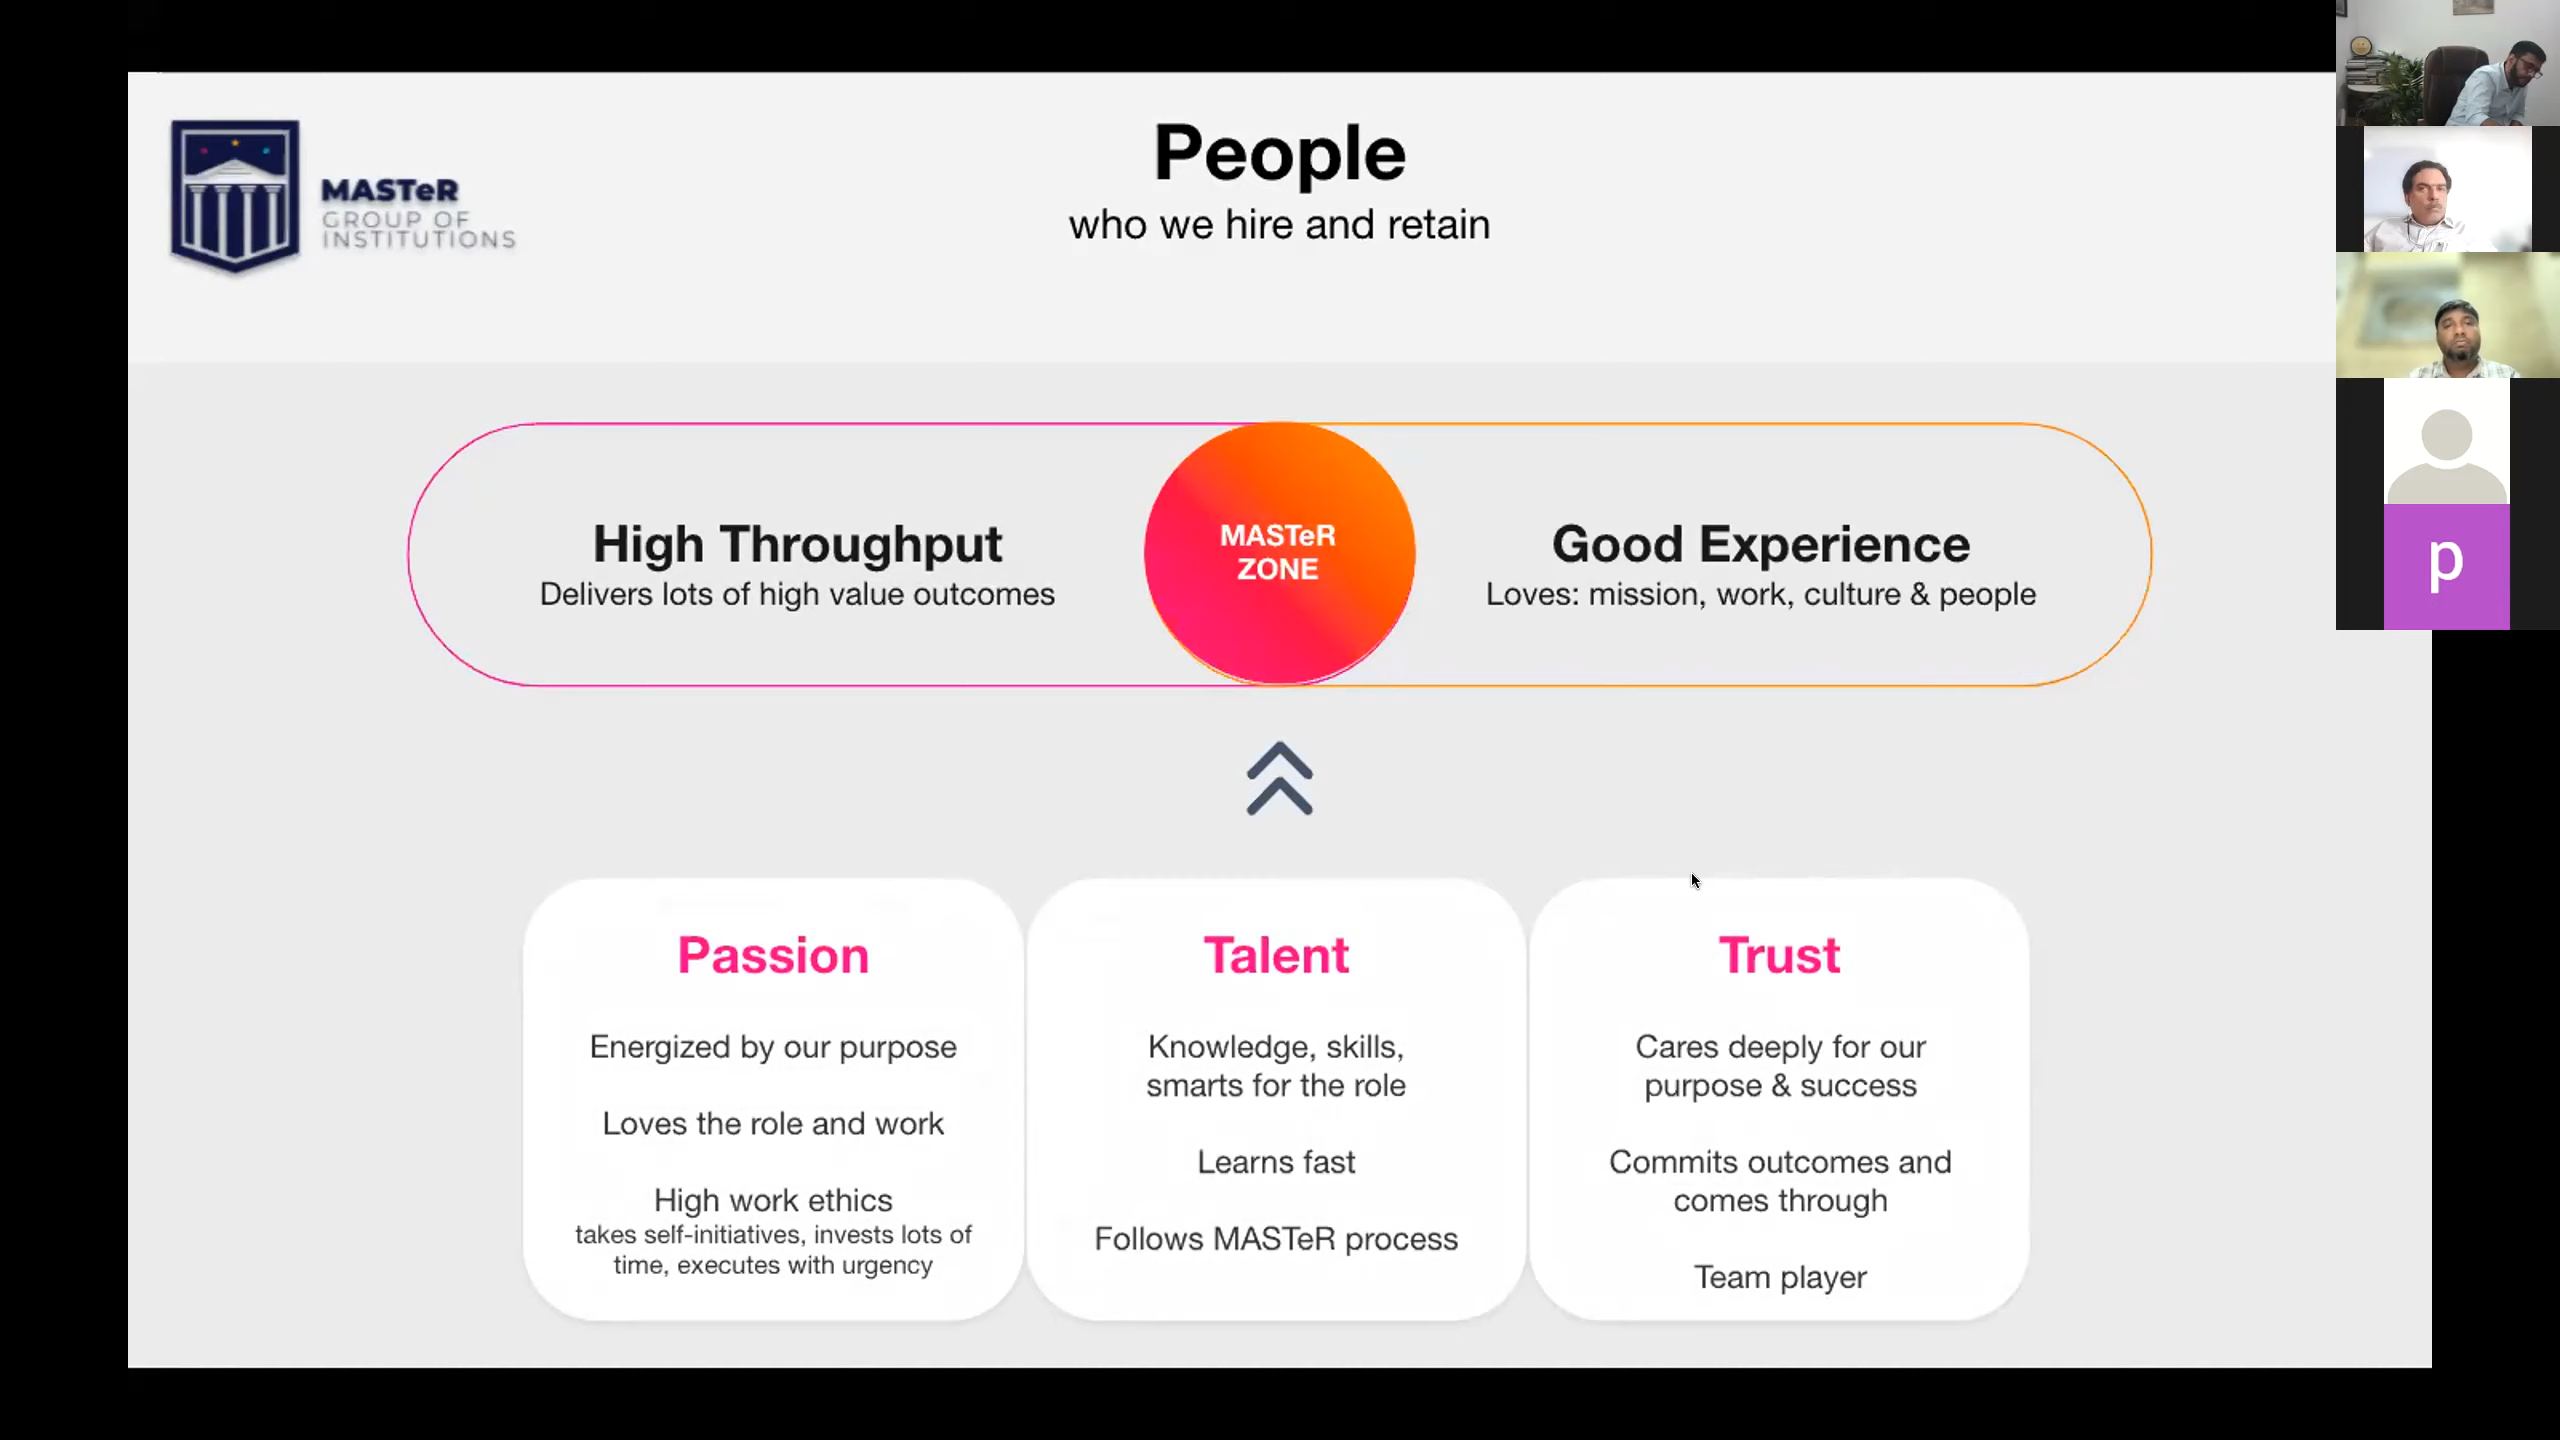 MASTeR
GROUP OF
INSTITUTIONS
People
who we hire and retain
High Throughput
Delivers lots of high value outcomes
MASTeR
ZONE
Good Experience
Loves: mission, work, culture & people
Passion
Energized by our purpose
Loves the role and work
High work ethics
takes self-initiatives, invests lots of
time, executes with urgency
Talent
Knowledge, skills,
smarts for the role
Learns fast
Follows MASTeR process
Trust
Cares deeply for our
purpose & success
Commits outcomes and
comes through
Team player
p